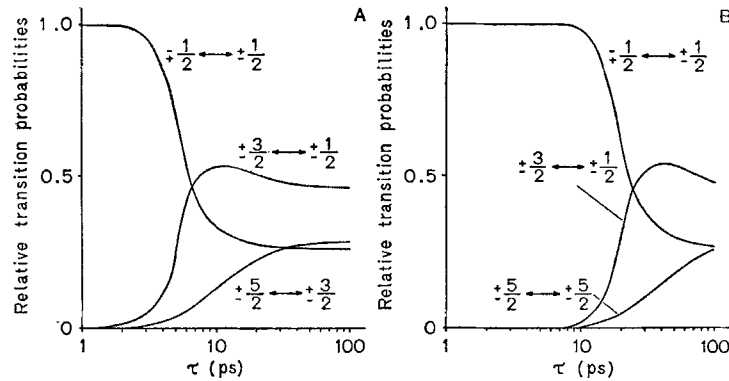 A
Relative transition probabilities
1.0
0.5
0
-+1/2 ↔ +-1/2
+-3/2 ↔ +-1/2
+-5/2 ↔ +-3/2
1 10 100
τ (ps)
B
Relative transition probabilities
1.0
0.5
0
-+1/2 ↔ +-1/2
+-3/2 ↔ +-1/2
+-5/2 ↔ +-5/2
1 10 100
τ (ps)